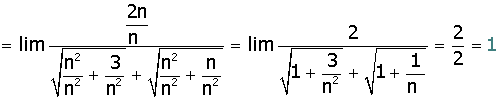 = lim (2n/n) / (√(n²/n² + 3/n²) + √(n²/n² + n/n²)) = lim 2 / (√(1 + 3/n²) + √(1 + 1/n)) = 2/2 = 1